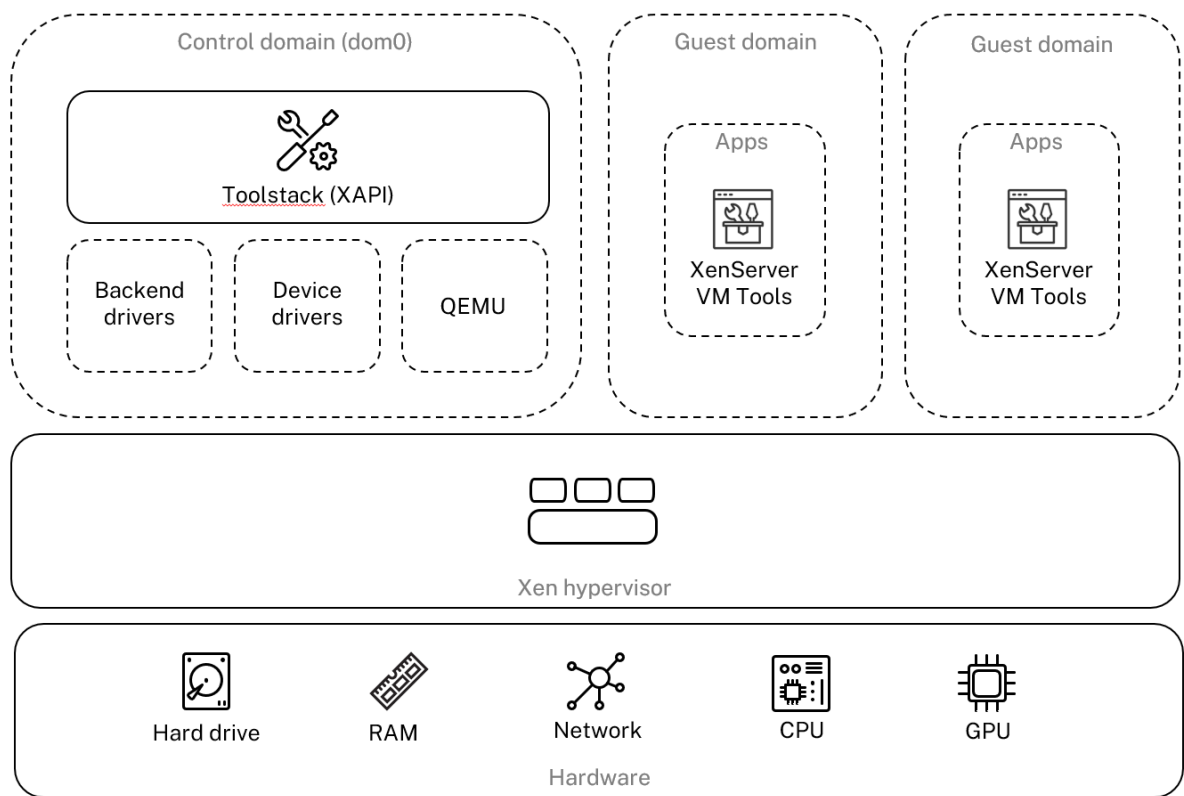 Control domain (dom0)
Toolstack (XAPI)
Backend
drivers
Device
drivers
QEMU
Guest domain
Apps
XenServer
VM Tools
Guest domain
Apps
XenServer
VM Tools
Xen hypervisor
Hard drive
RAM
Network
CPU
GPU
Hardware